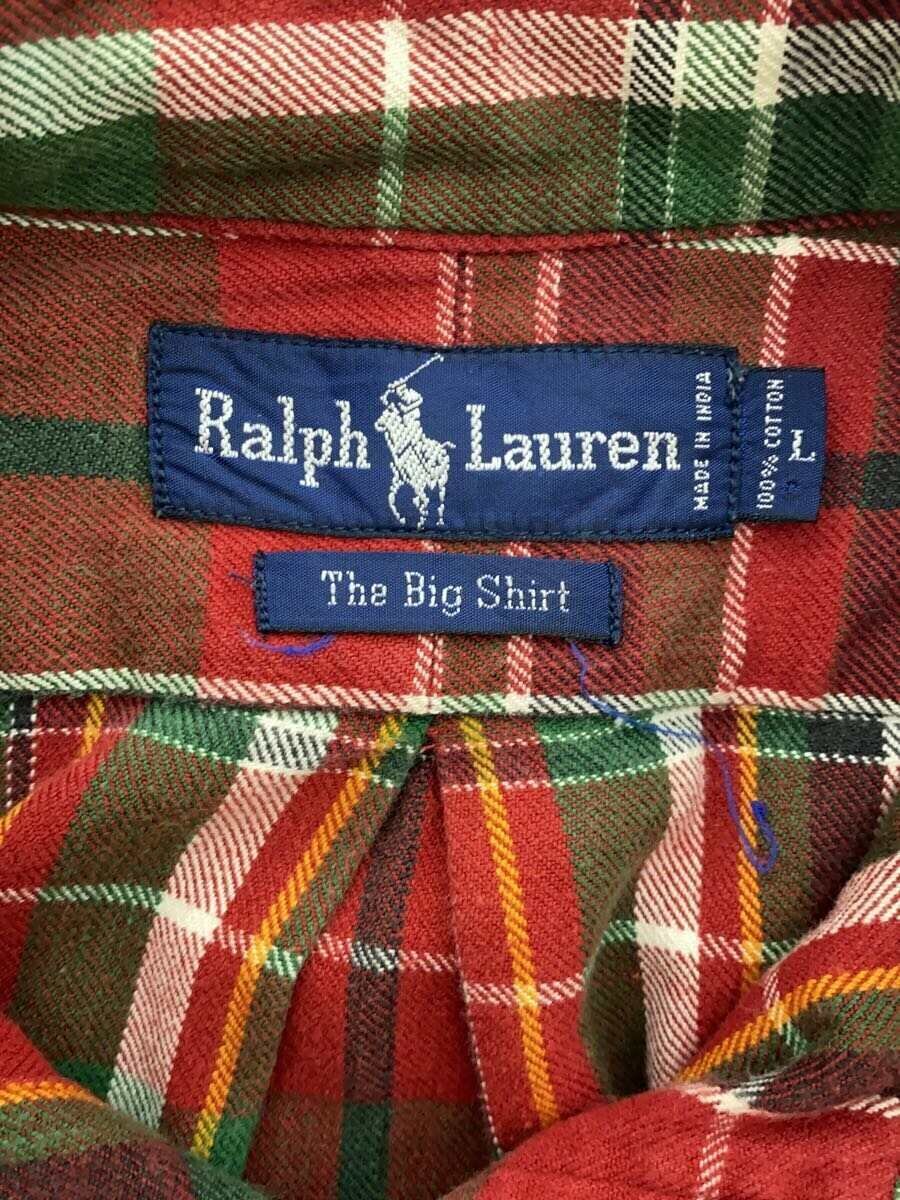 Ralph Lauren
MADE IN INDIA
100% COTTON
L
The Big Shirt